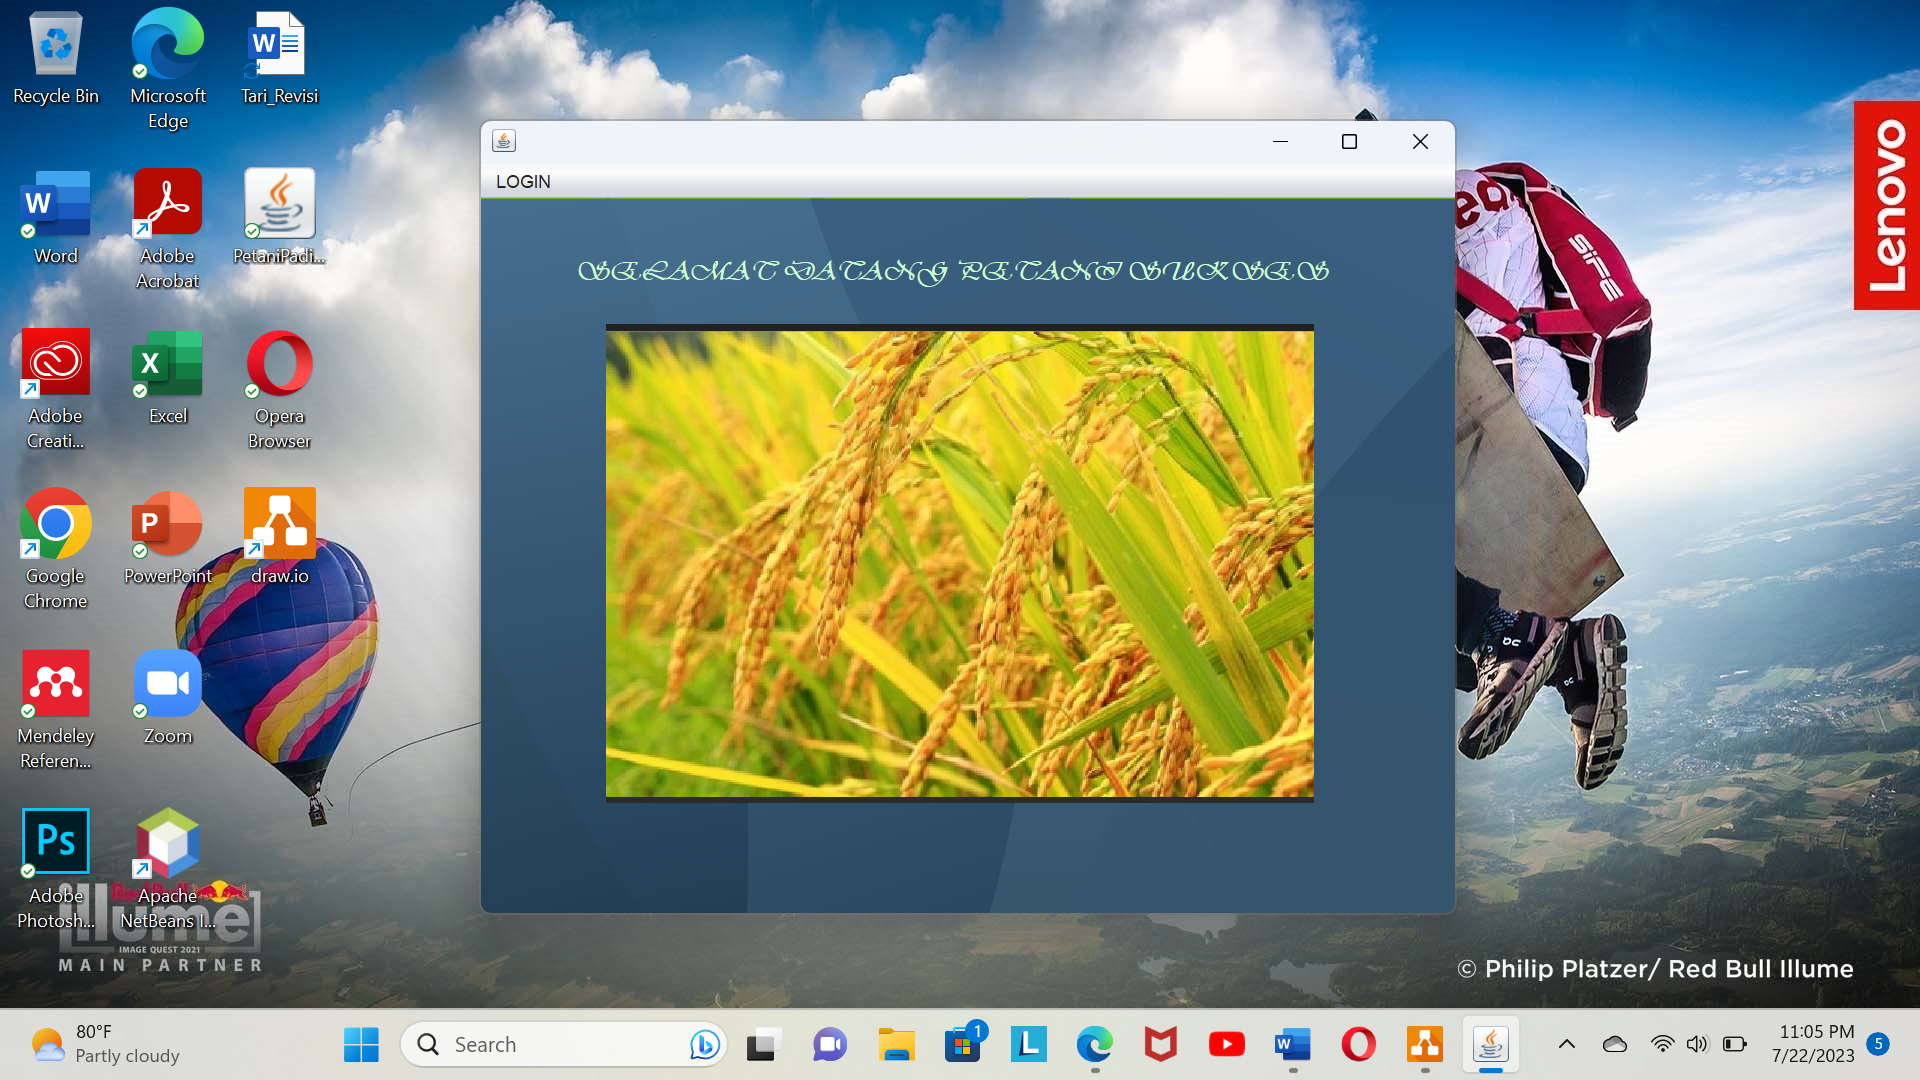 Recycle Bin
Microsoft
Edge
Tari_Revisi
Word
Adobe
Acrobat
PetaniPadi...
Adobe
Creati...
Excel
Opera
Browser
Google
Chrome
PowerPoint
draw.io
Mendeley
Referen...
Zoom
Adobe
Photosh...
Apache
NetBeans I...
LOGIN
SELAMAT DATANG PETANI SUKSES
Lenovo
SIFE
illume
IMAGE QUEST 2021
MAIN PARTNER
© Philip Platzer/ Red Bull Illume
80°F
Partly cloudy
Search
1
11:05 PM
7/22/2023
5